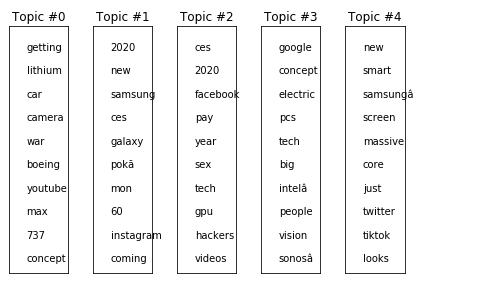 Topic #0 Topic #1 Topic #2 Topic #3 Topic #4
getting 2020 ces google new
lithium new 2020 concept smart
car samsung facebook electric samsungâ
camera ces pay pcs screen
war galaxy year tech massive
boeing pokã sex big core
youtube mon tech intelâ just
max 60 gpu people twitter
737 instagram hackers vision tiktok
concept coming videos sonosâ looks